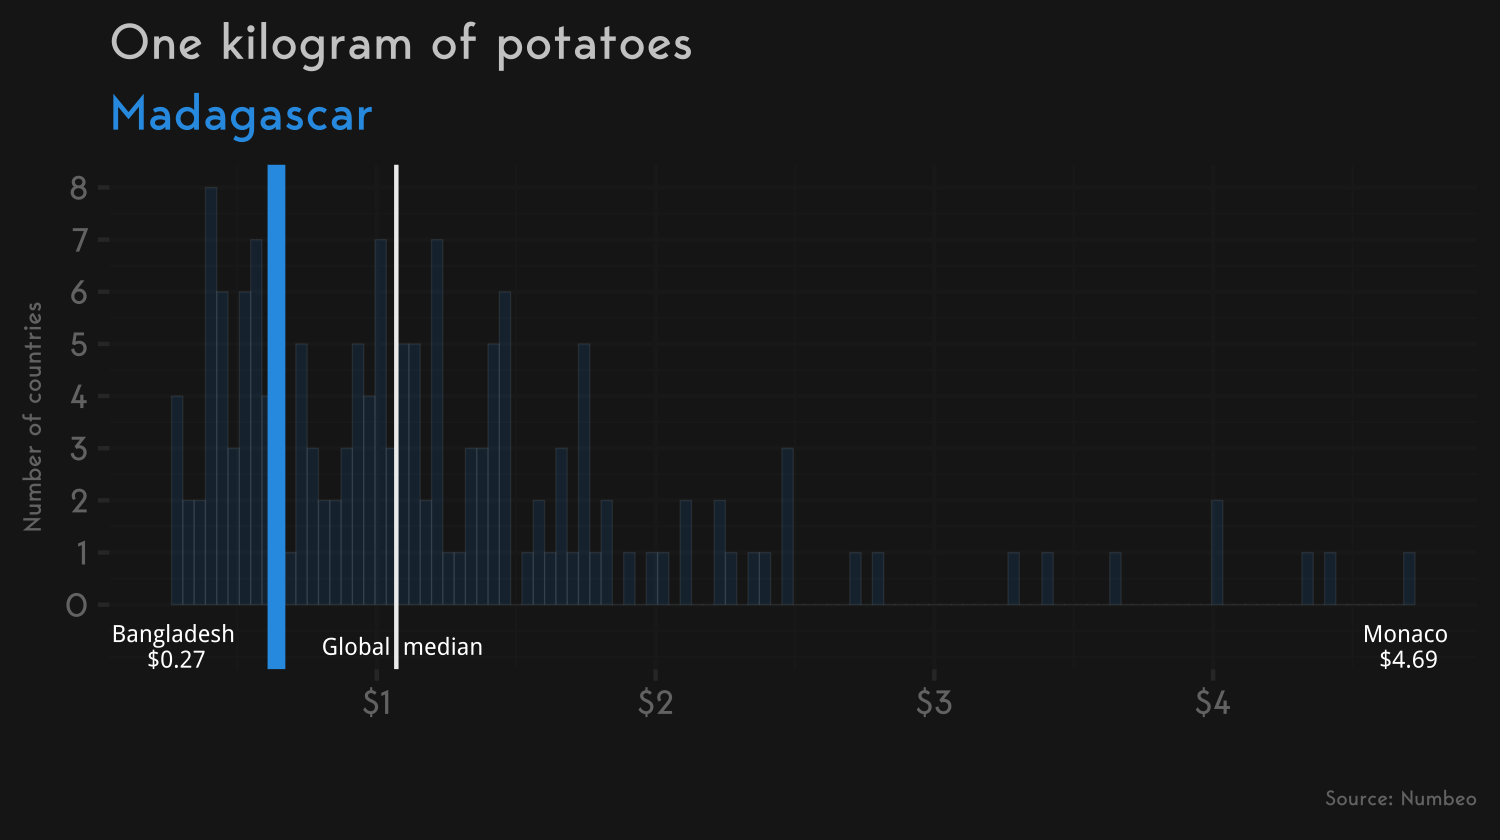 One kilogram of potatoes
Madagascar
Number of countries
8
7
6
5
4
3
2
1
0
Bangladesh
$0.27
Global median
Monaco
$4.69
$1
$2
$3
$4
Source: Numbeo